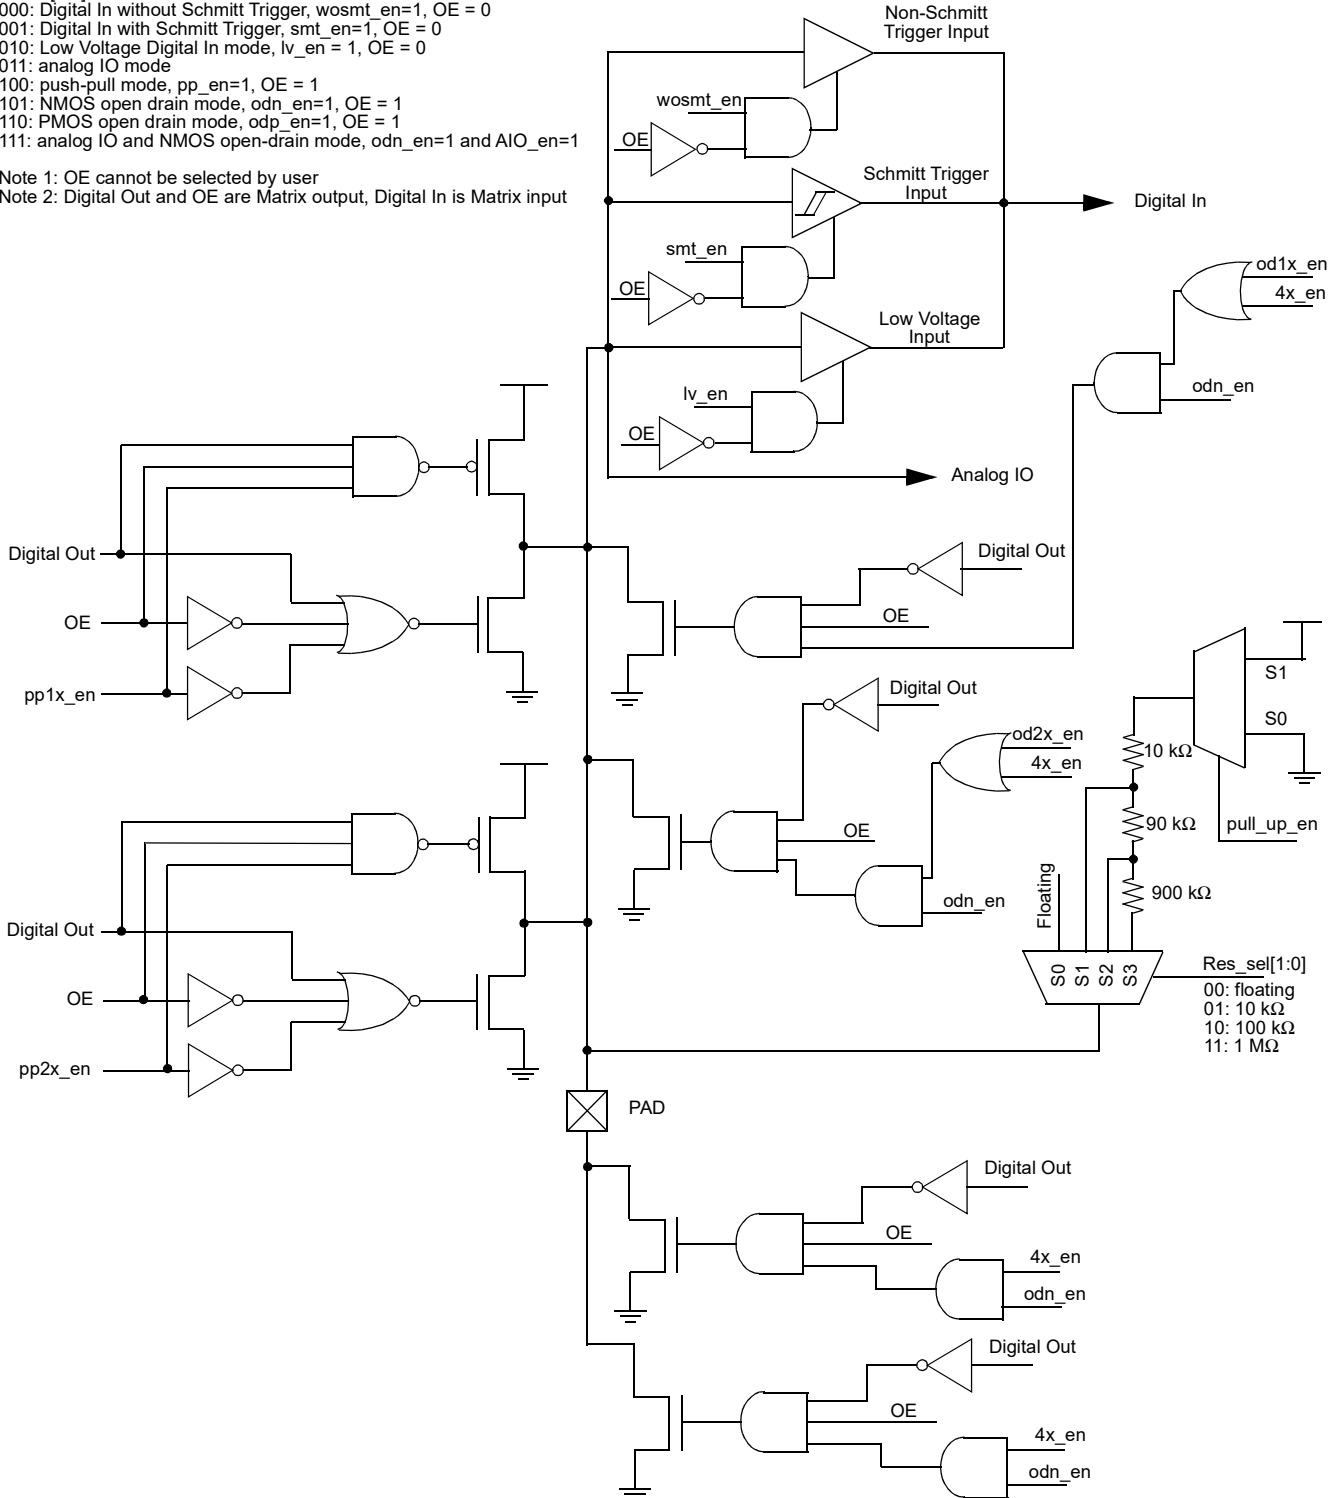 000: Digital In without Schmitt Trigger, wosmt_en=1, OE = 0
001: Digital In with Schmitt Trigger, smt_en=1, OE = 0
010: Low Voltage Digital In mode, lv_en = 1, OE = 0
011: analog IO mode
100: push-pull mode, pp_en=1, OE = 1
101: NMOS open drain mode, odn_en=1, OE = 1
110: PMOS open drain mode, odp_en=1, OE = 1
111: analog IO and NMOS open-drain mode, odn_en=1 and AIO_en=1
Note 1: OE cannot be selected by user
Note 2: Digital Out and OE are Matrix output, Digital In is Matrix input
Non-Schmitt
Trigger Input
wosmt_en
OE
Schmitt Trigger
Input
Digital In
smt_en
OE
od1x_en
4x_en
Low Voltage
Input
odn_en
lv_en
OE
Analog IO
Digital Out
OE
pp1x_en
Digital Out
OE
S1
S0
10 kΩ
90 kΩ
900 kΩ
pull_up_en
Digital Out
od2x_en
4x_en
OE
odn_en
Floating
S0
S1
S2
S3
Res_sel[1:0]
00: floating
01: 10 kΩ
10: 100 kΩ
11: 1 MΩ
Digital Out
OE
pp2x_en
PAD
Digital Out
OE
4x_en
odn_en
Digital Out
OE
4x_en
odn_en